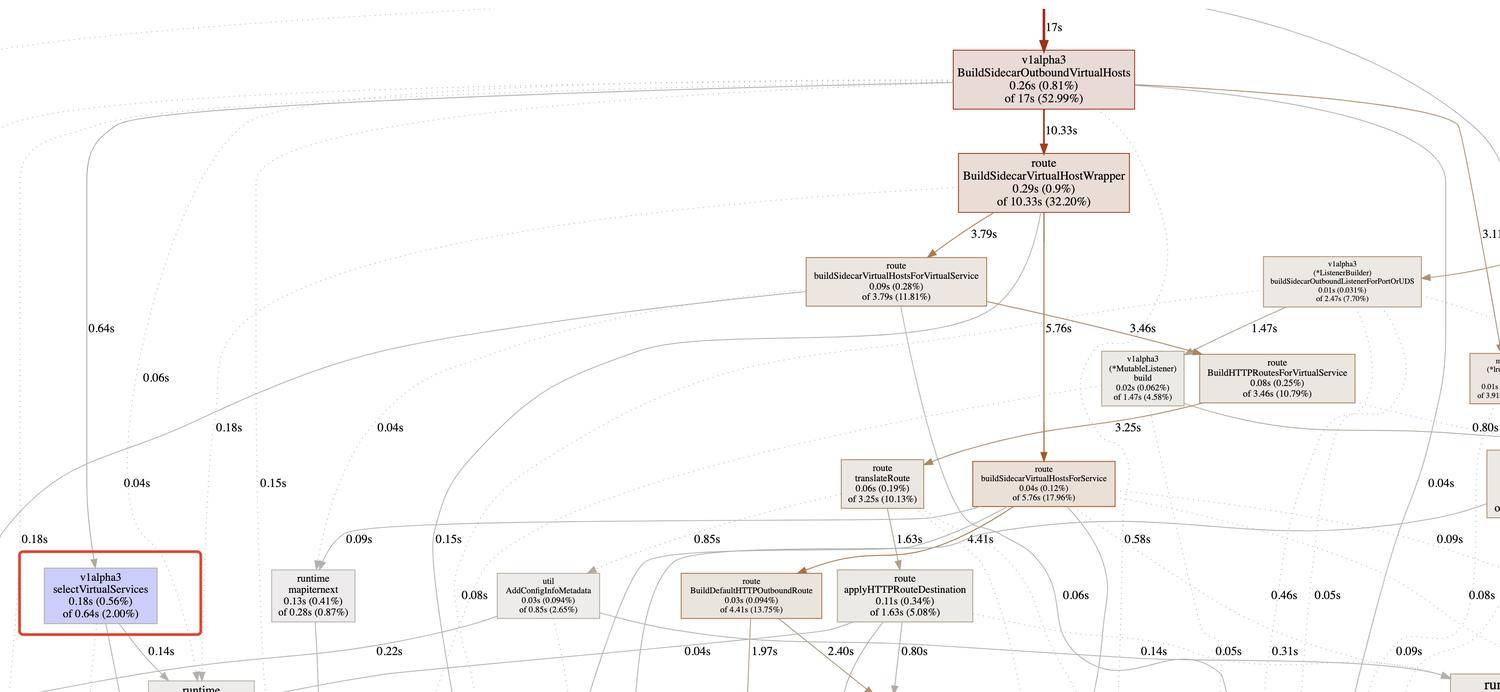 17s
v1alpha3
BuildSidecarOutboundVirtualHosts
0.26s (0.81%)
of 17s (52.99%)
10.33s
route
BuildSidecarVirtualHostWrapper
0.29s (0.9%)
of 10.33s (32.20%)
3.79s
3.11
route
buildSidecarVirtualHostsForVirtualService
0.09s (0.28%)
of 3.79s (11.81%)
v1alpha3
(*ListenerBuilder)
buildSidecarOutboundListenerForPortOrUDS
0.01s (0.031%)
of 2.47s (7.70%)
0.64s
5.76s
3.46s
1.47s
v1alpha3
(*MutableListener)
build
0.02s (0.062%)
of 1.47s (4.58%)
route
BuildHTTPRoutesForVirtualService
0.08s (0.25%)
of 3.46s (10.79%)
0.01s
of 3.91
0.06s
0.18s
0.04s
3.25s
0.80s
route
translateRoute
0.06s (0.19%)
of 3.25s (10.13%)
route
buildSidecarVirtualHostsForService
0.04s (0.12%)
of 5.76s (17.96%)
0.04s
0.15s
0.04s
0.18s
0.09s
0.15s
0.85s
1.63s
4.41s
0.58s
0.09s
v1alpha3
selectVirtualServices
0.18s (0.56%)
of 0.64s (2.00%)
runtime
mapiternext
0.13s (0.41%)
of 0.28s (0.87%)
0.08s
util
AddConfigInfoMetadata
0.03s (0.094%)
of 0.85s (2.65%)
route
BuildDefaultHTTPOutboundRoute
0.03s (0.094%)
of 4.41s (13.75%)
route
applyHTTPRouteDestination
0.11s (0.34%)
of 1.63s (5.08%)
0.06s
0.46s
0.05s
0.08s
0.14s
0.22s
0.04s
1.97s
2.40s
0.80s
0.14s
0.05s
0.31s
0.09s
runtime